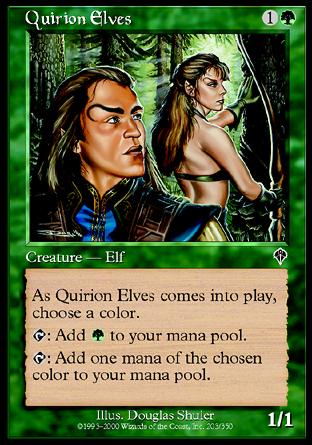 Quirion Elves 1
Creature — Elf
As Quirion Elves comes into play,
choose a color.
: Add to your mana pool.
: Add one mana of the chosen
color to your mana pool.
1/1
Illus. Douglas Shuler
©1993-2000 Wizards of the Coast, Inc. 203/350